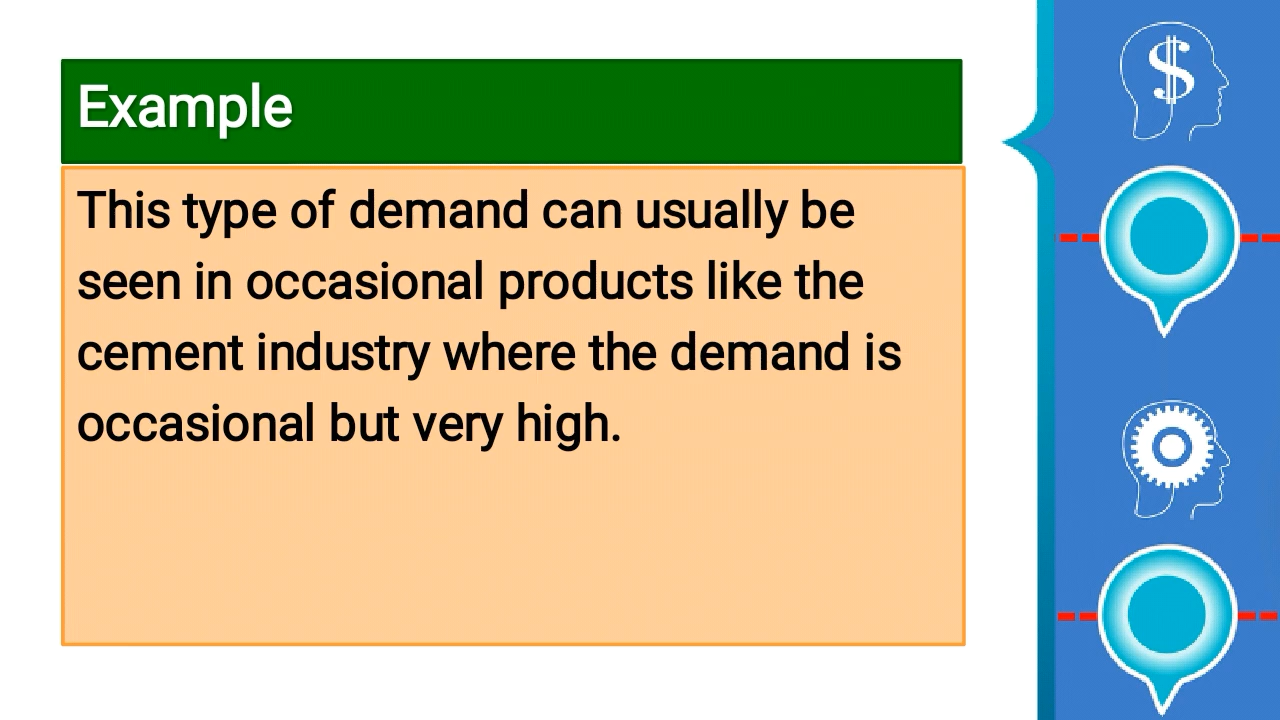 Example
This type of demand can usually be
seen in occasional products like the
cement industry where the demand is
occasional but very high.
$